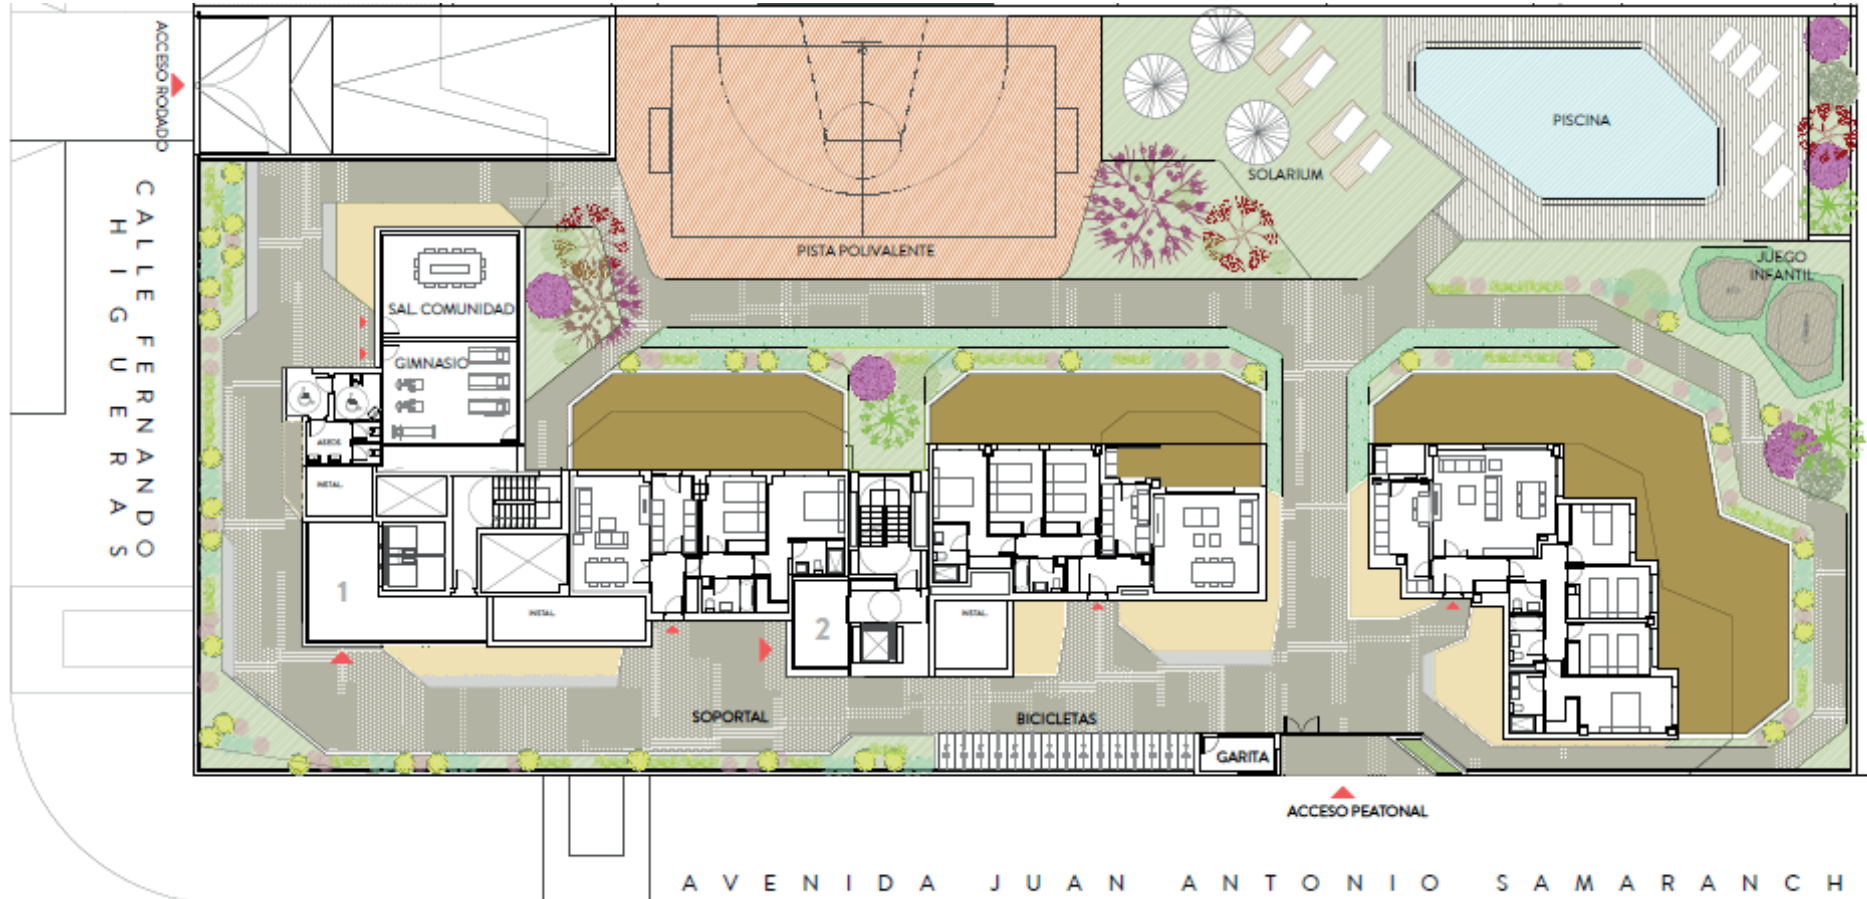 ACCESO RODADO
CALLE FERNANDO
HIGUERAS
PISTA POLIVALENTE
SOLARIUM
PISCINA
JUEGO
INFANTIL
SAL. COMUNIDAD
GIMNASIO
ASEOS
INSTAL.
1
INSTAL.
2
INSTAL.
SOPORTAL
BICICLETAS
GARITA
ACCESO PEATONAL
AVENIDA JUAN ANTONIO SAMARANCH